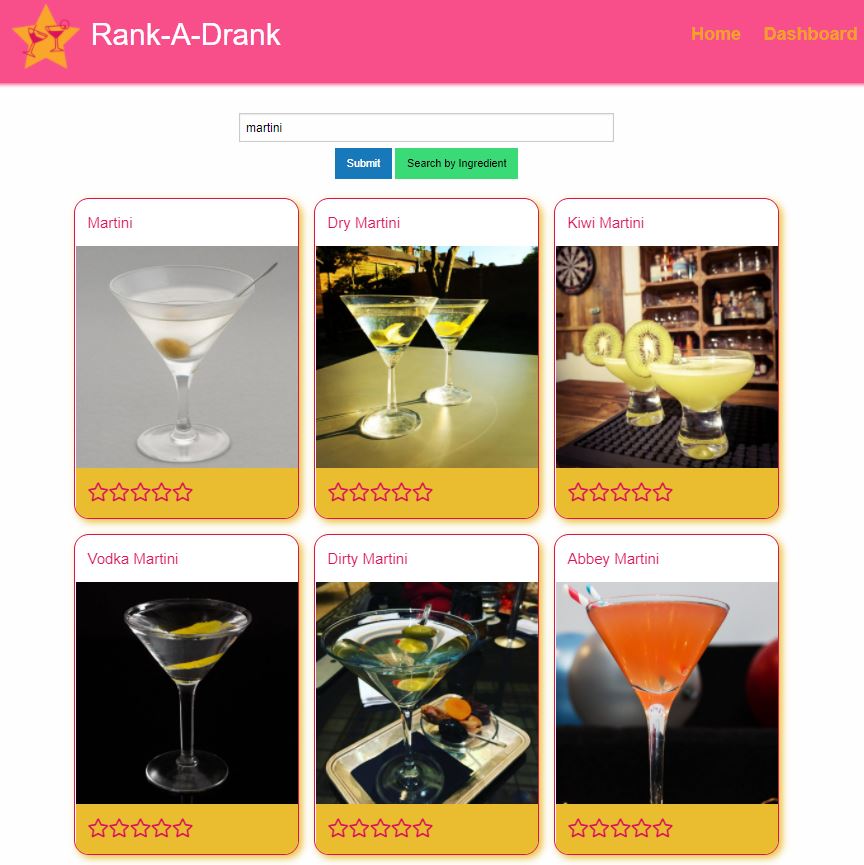 Rank-A-Drank
Home Dashboard
martini
Submit Search by Ingredient
Martini
Dry Martini
Kiwi Martini
Vodka Martini
Dirty Martini
Abbey Martini